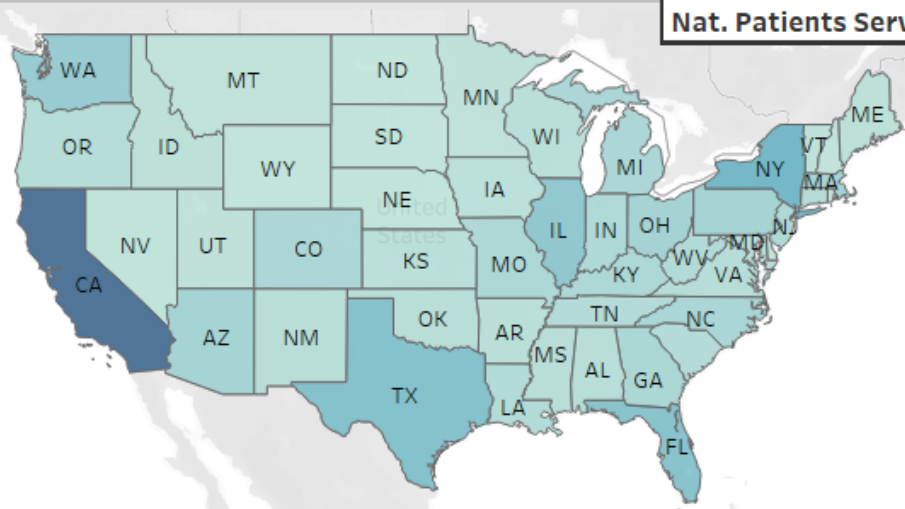 Nat. Patients Serv
WA
MT
ND
MN
ME
OR
ID
SD
WI
VT
WY
MI
NY
MA
NE
IA
United
States
NV
UT
CO
KS
MO
IL
IN
OH
NJ
MD
WV
VA
KY
CA
AZ
NM
OK
AR
TN
NC
MS
AL
GA
TX
LA
FL